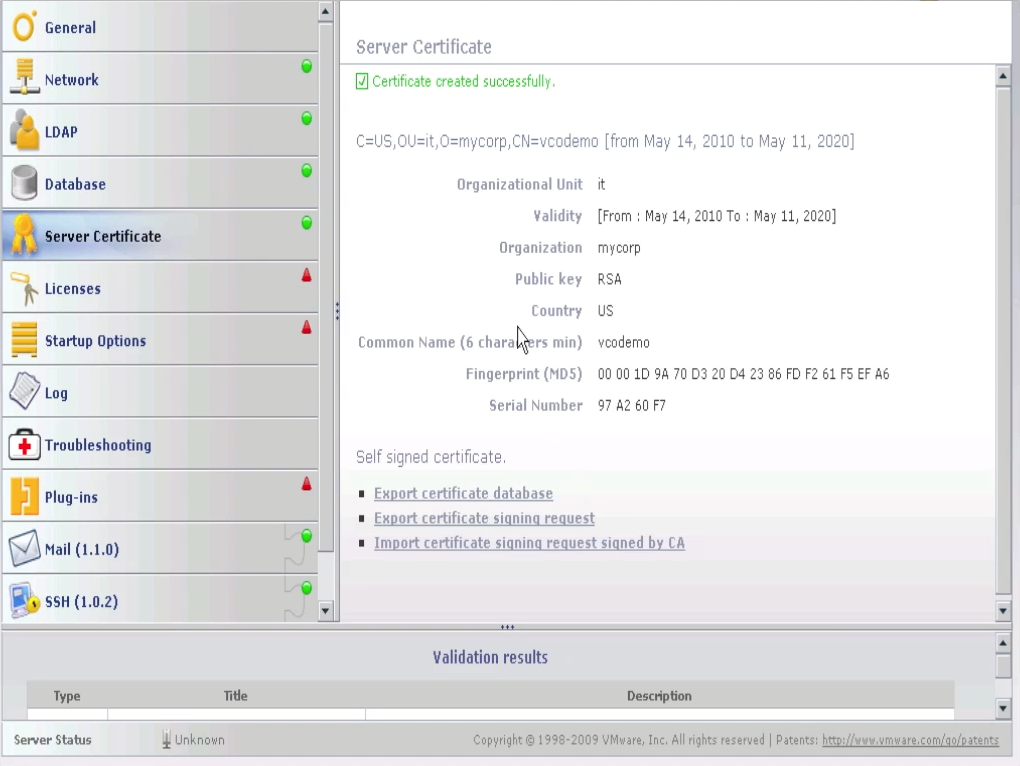 General
Network
LDAP
Database
Server Certificate
Licenses
Startup Options
Log
Troubleshooting
Plug-ins
Mail (1.1.0)
SSH (1.0.2)
Server Certificate
Certificate created successfully.
C=US,OU=it,O=mycorp,CN=vcodemo [from May 14, 2010 to May 11, 2020]
Organizational Unit it
Validity [From : May 14, 2010 To : May 11, 2020]
Organization mycorp
Public key RSA
Country US
Common Name (6 characters min) vcodemo
Fingerprint (MD5) 00 00 1D 9A 70 D3 20 D4 23 86 FD F2 61 F5 EF A6
Serial Number 97 A2 60 F7
Self signed certificate.
Export certificate database
Export certificate signing request
Import certificate signing request signed by CA
Validation results
Type Title Description
Server Status Unknown Copyright © 1998-2009 VMware, Inc. All rights reserved | Patents: http://www.vmware.com/go/patents